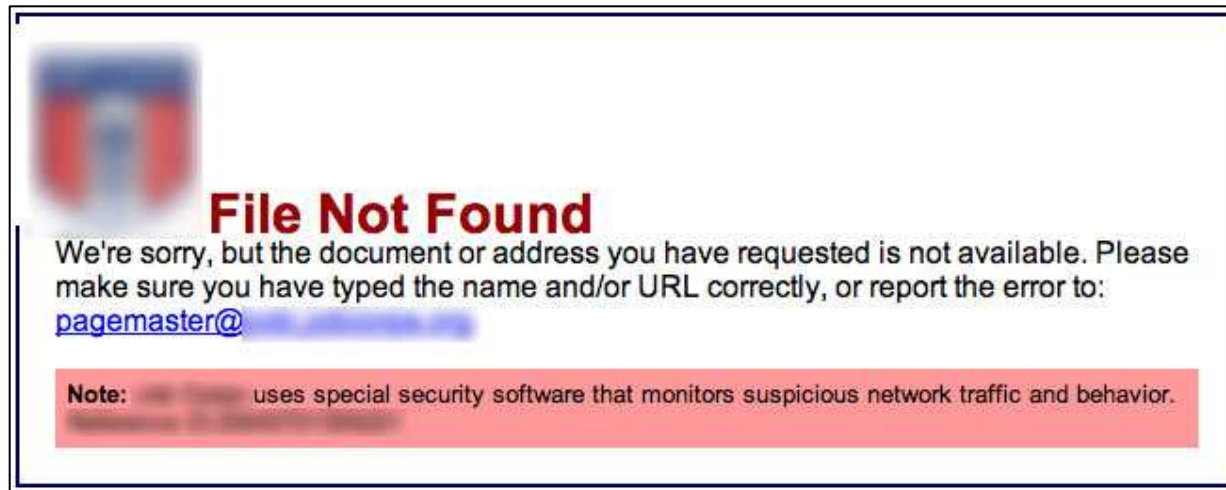 File Not Found
We're sorry, but the document or address you have requested is not available. Please
make sure you have typed the name and/or URL correctly, or report the error to:
pagemaster@
Note: uses special security software that monitors suspicious network traffic and behavior.